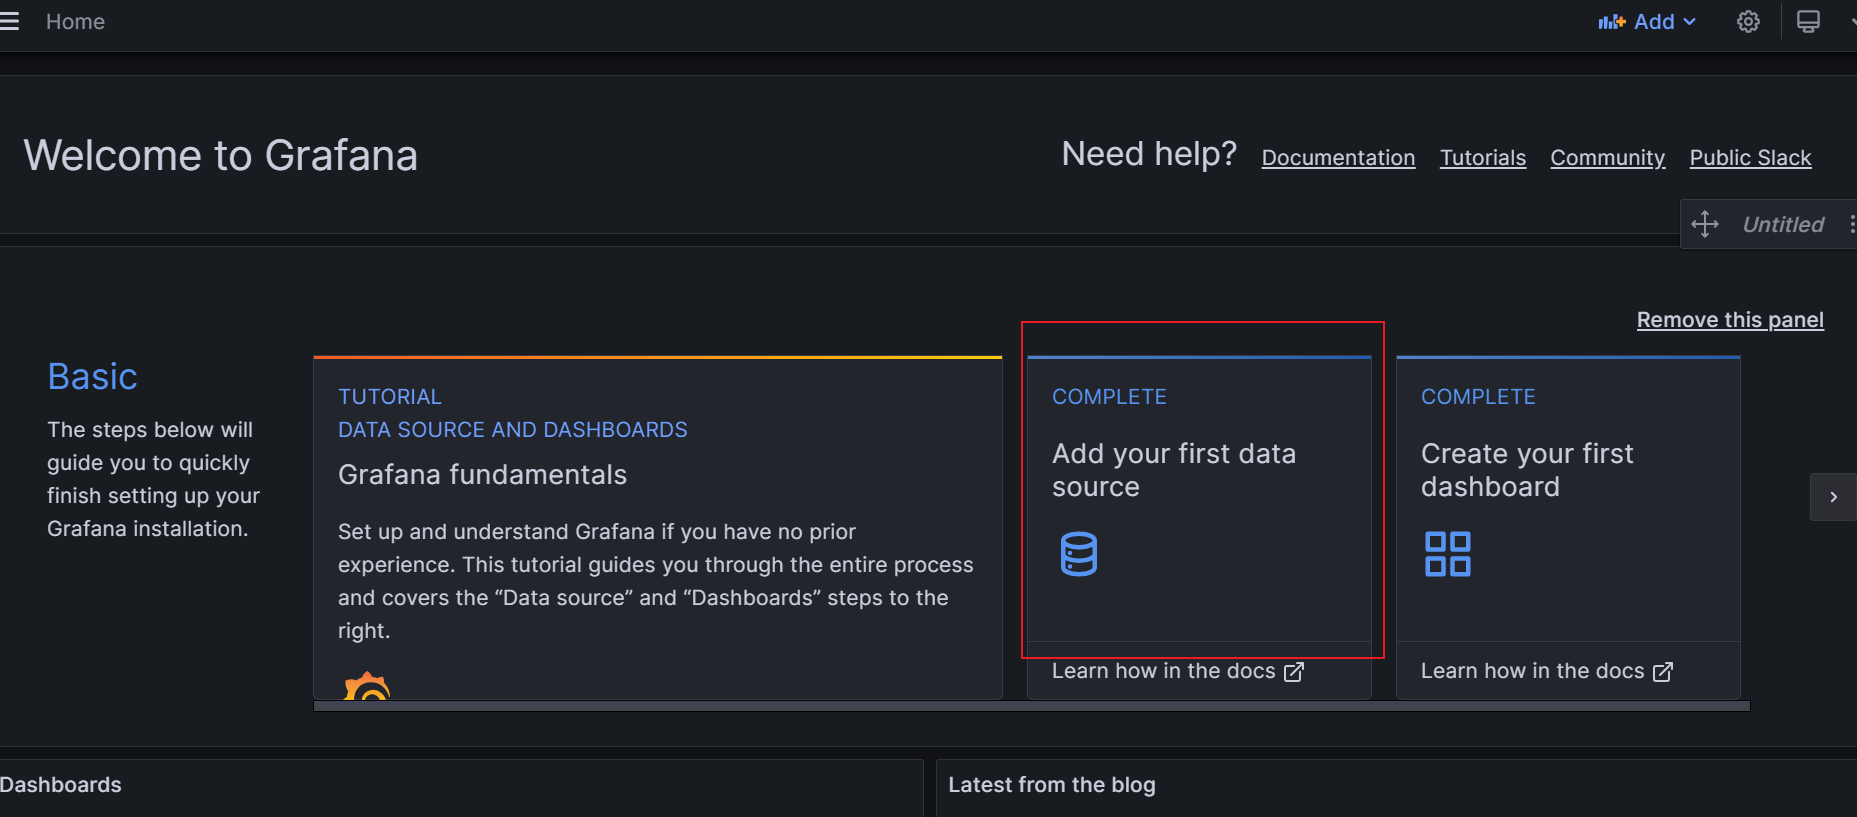 Home
Add
Welcome to Grafana
Need help?
Documentation
Tutorials
Community
Public Slack
Untitled
Remove this panel
Basic
The steps below will
guide you to quickly
finish setting up your
Grafana installation.
TUTORIAL
DATA SOURCE AND DASHBOARDS
Grafana fundamentals
Set up and understand Grafana if you have no prior
experience. This tutorial guides you through the entire process
and covers the “Data source” and “Dashboards” steps to the
right.
COMPLETE
Add your first data
source
Learn how in the docs
COMPLETE
Create your first
dashboard
Learn how in the docs
Dashboards
Latest from the blog